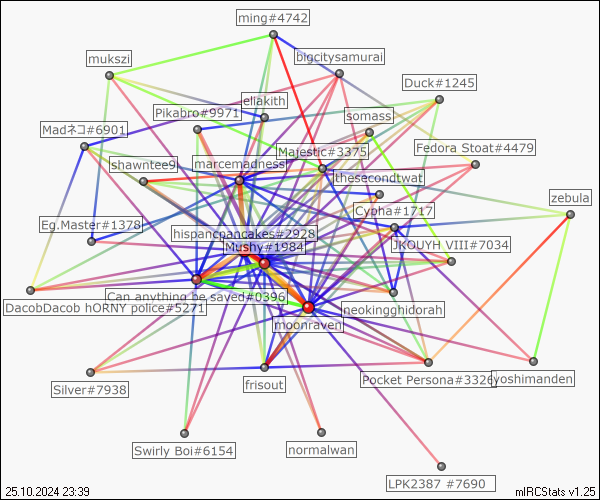 ming#4742
bigcitysamurai
mukszi
Duck#1245
eliakith
Pikabro#9971
somass
Madネコ#6901
Fedora Stoat#4479
Majestic#3375
shawntee9
marcemadness
thesecondtwat
zebula
Cypha#1717
Eg.Master#1378
hispancpancakes#2928
JKOUYH VIII#7034
Mushy#1984
Can anything be saved#0396
DacobDacob hORNY police#5271
neokingghidorah
moonraven
frisout
Pocket Persona#3326
yoshimanden
Silver#7938
Swirly Boi#6154
normalwan
LPK2387 #7690
25.10.2024 23:39
mIRCStats v1.25